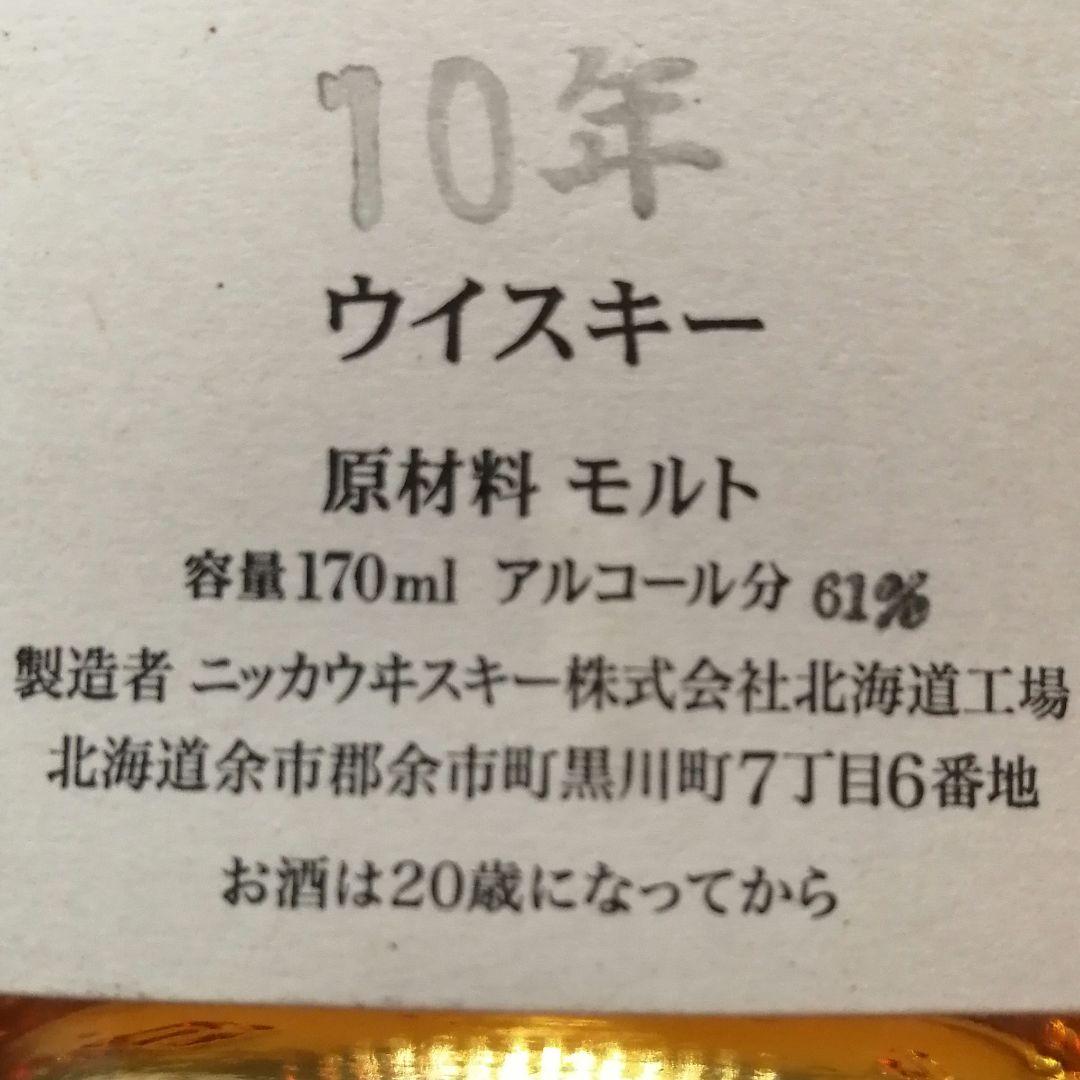 10年
ウイスキー
原材料 モルト
容量170ml アルコール分 61%
製造者 ニッカウヰスキー株式会社北海道工場
北海道余市郡余市町黒川町7丁目6番地
お酒は20歳になってから